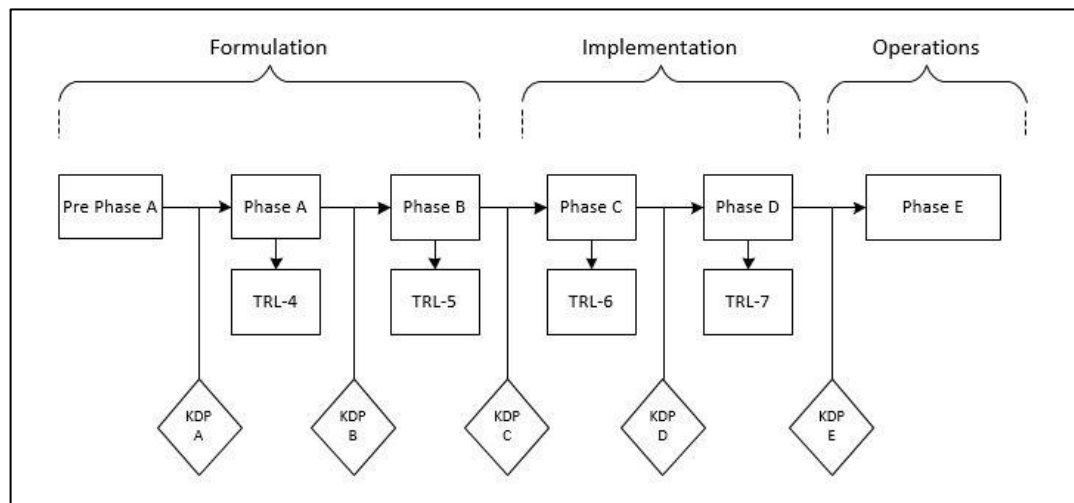 Formulation
Implementation
Operations
Pre Phase A
Phase A
Phase B
Phase C
Phase D
Phase E
TRL-4
TRL-5
TRL-6
TRL-7
KDP
A
KDP
B
KDP
C
KDP
D
KDP
E